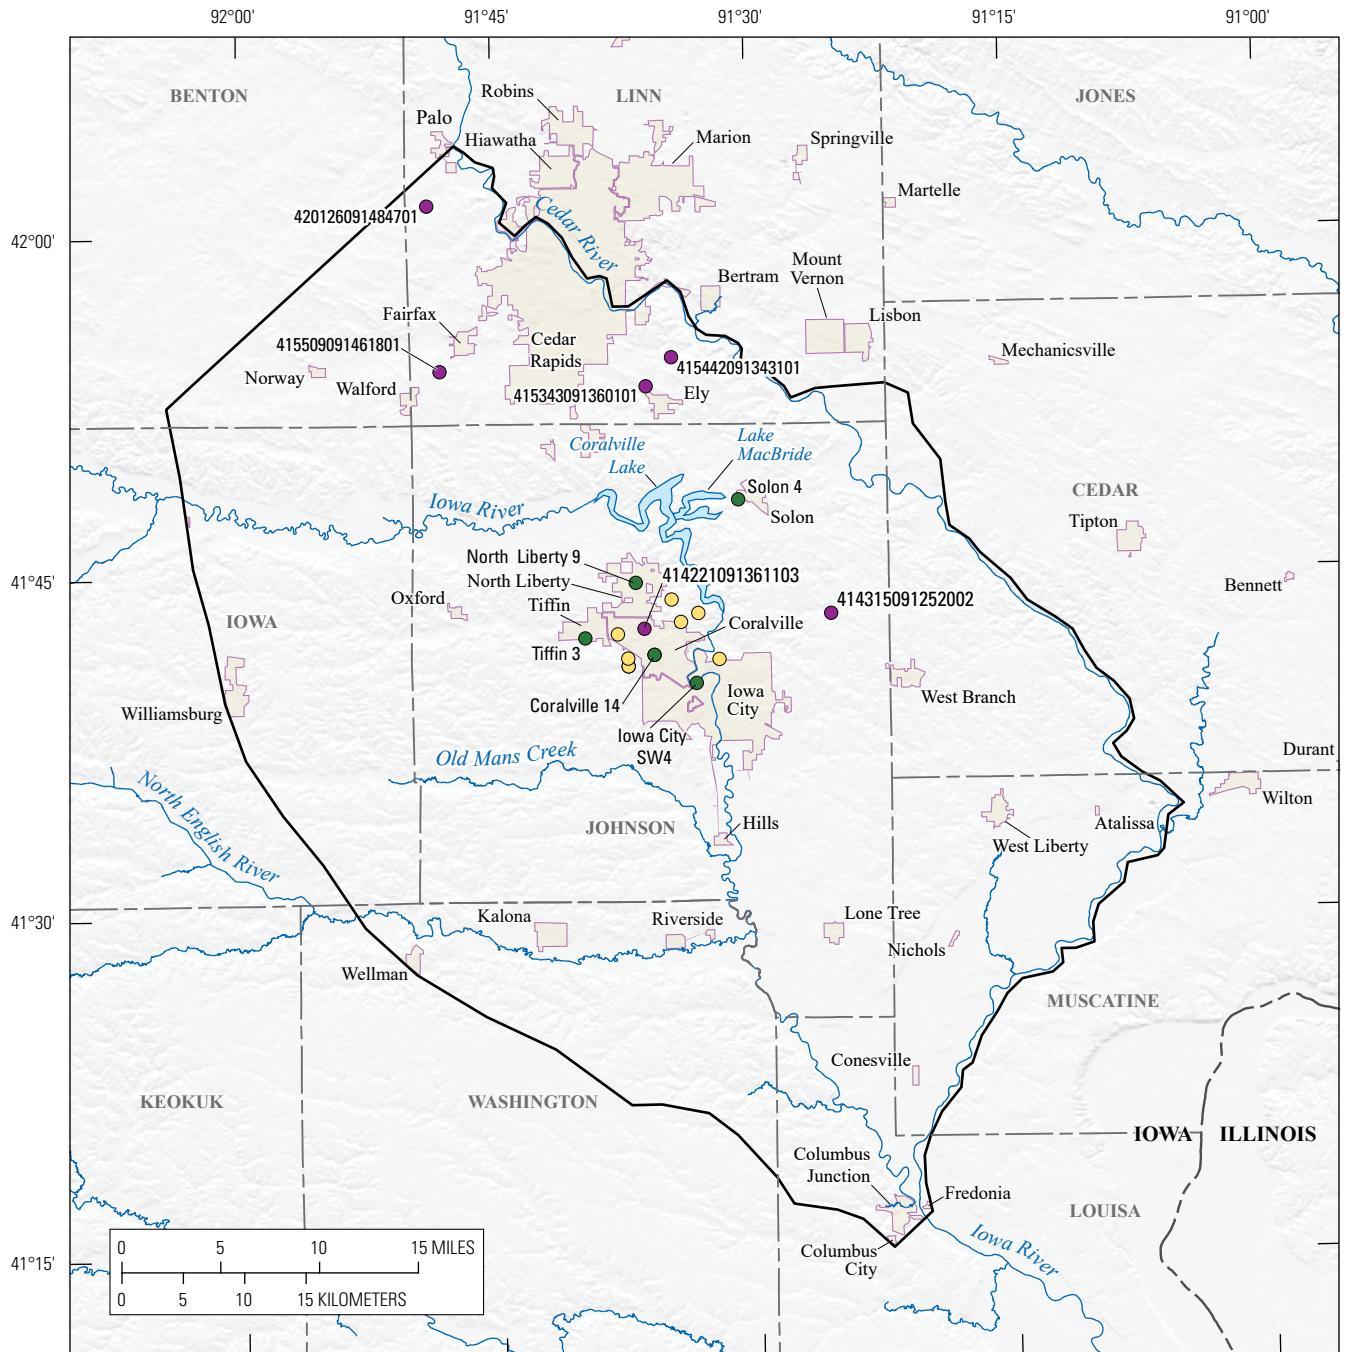 92°00'
91°45'
91°30'
91°15'
91°00'
BENTON
LINN
JONES
Robins
Palo
Hiawatha
Marion
Springville
Martelle
420126091484701
Cedar River
42°00'
Mount
Vernon
Bertram
Lisbon
Fairfax
Cedar
Rapids
415509091461801
Mechanicsville
415442091343101
Norway
Walford
415343091360101
Ely
Coralville
Lake
Lake
MacBride
Solon 4
Solon
CEDAR
Tipton
Iowa River
North Liberty 9
414221091361103
41°45'
North Liberty
Bennett
Oxford
Tiffin
414315091252002
IOWA
Coralville
Tiffin 3
West Branch
Iowa
City
Coralville 14
Williamsburg
Iowa City
SW4
Old Mans Creek
Durant
North English River
Wilton
JOHNSON
Hills
Atalissa
West Liberty
41°30'
Kalona
Riverside
Lone Tree
Nichols
Wellman
MUSCATINE
Conesville
KEOKUK
WASHINGTON
IOWA
ILLINOIS
Columbus
Junction
Fredonia
LOUISA
Iowa River
Columbus
City
41°15'
0 5 10 15 MILES
0 5 10 15 KILOMETERS